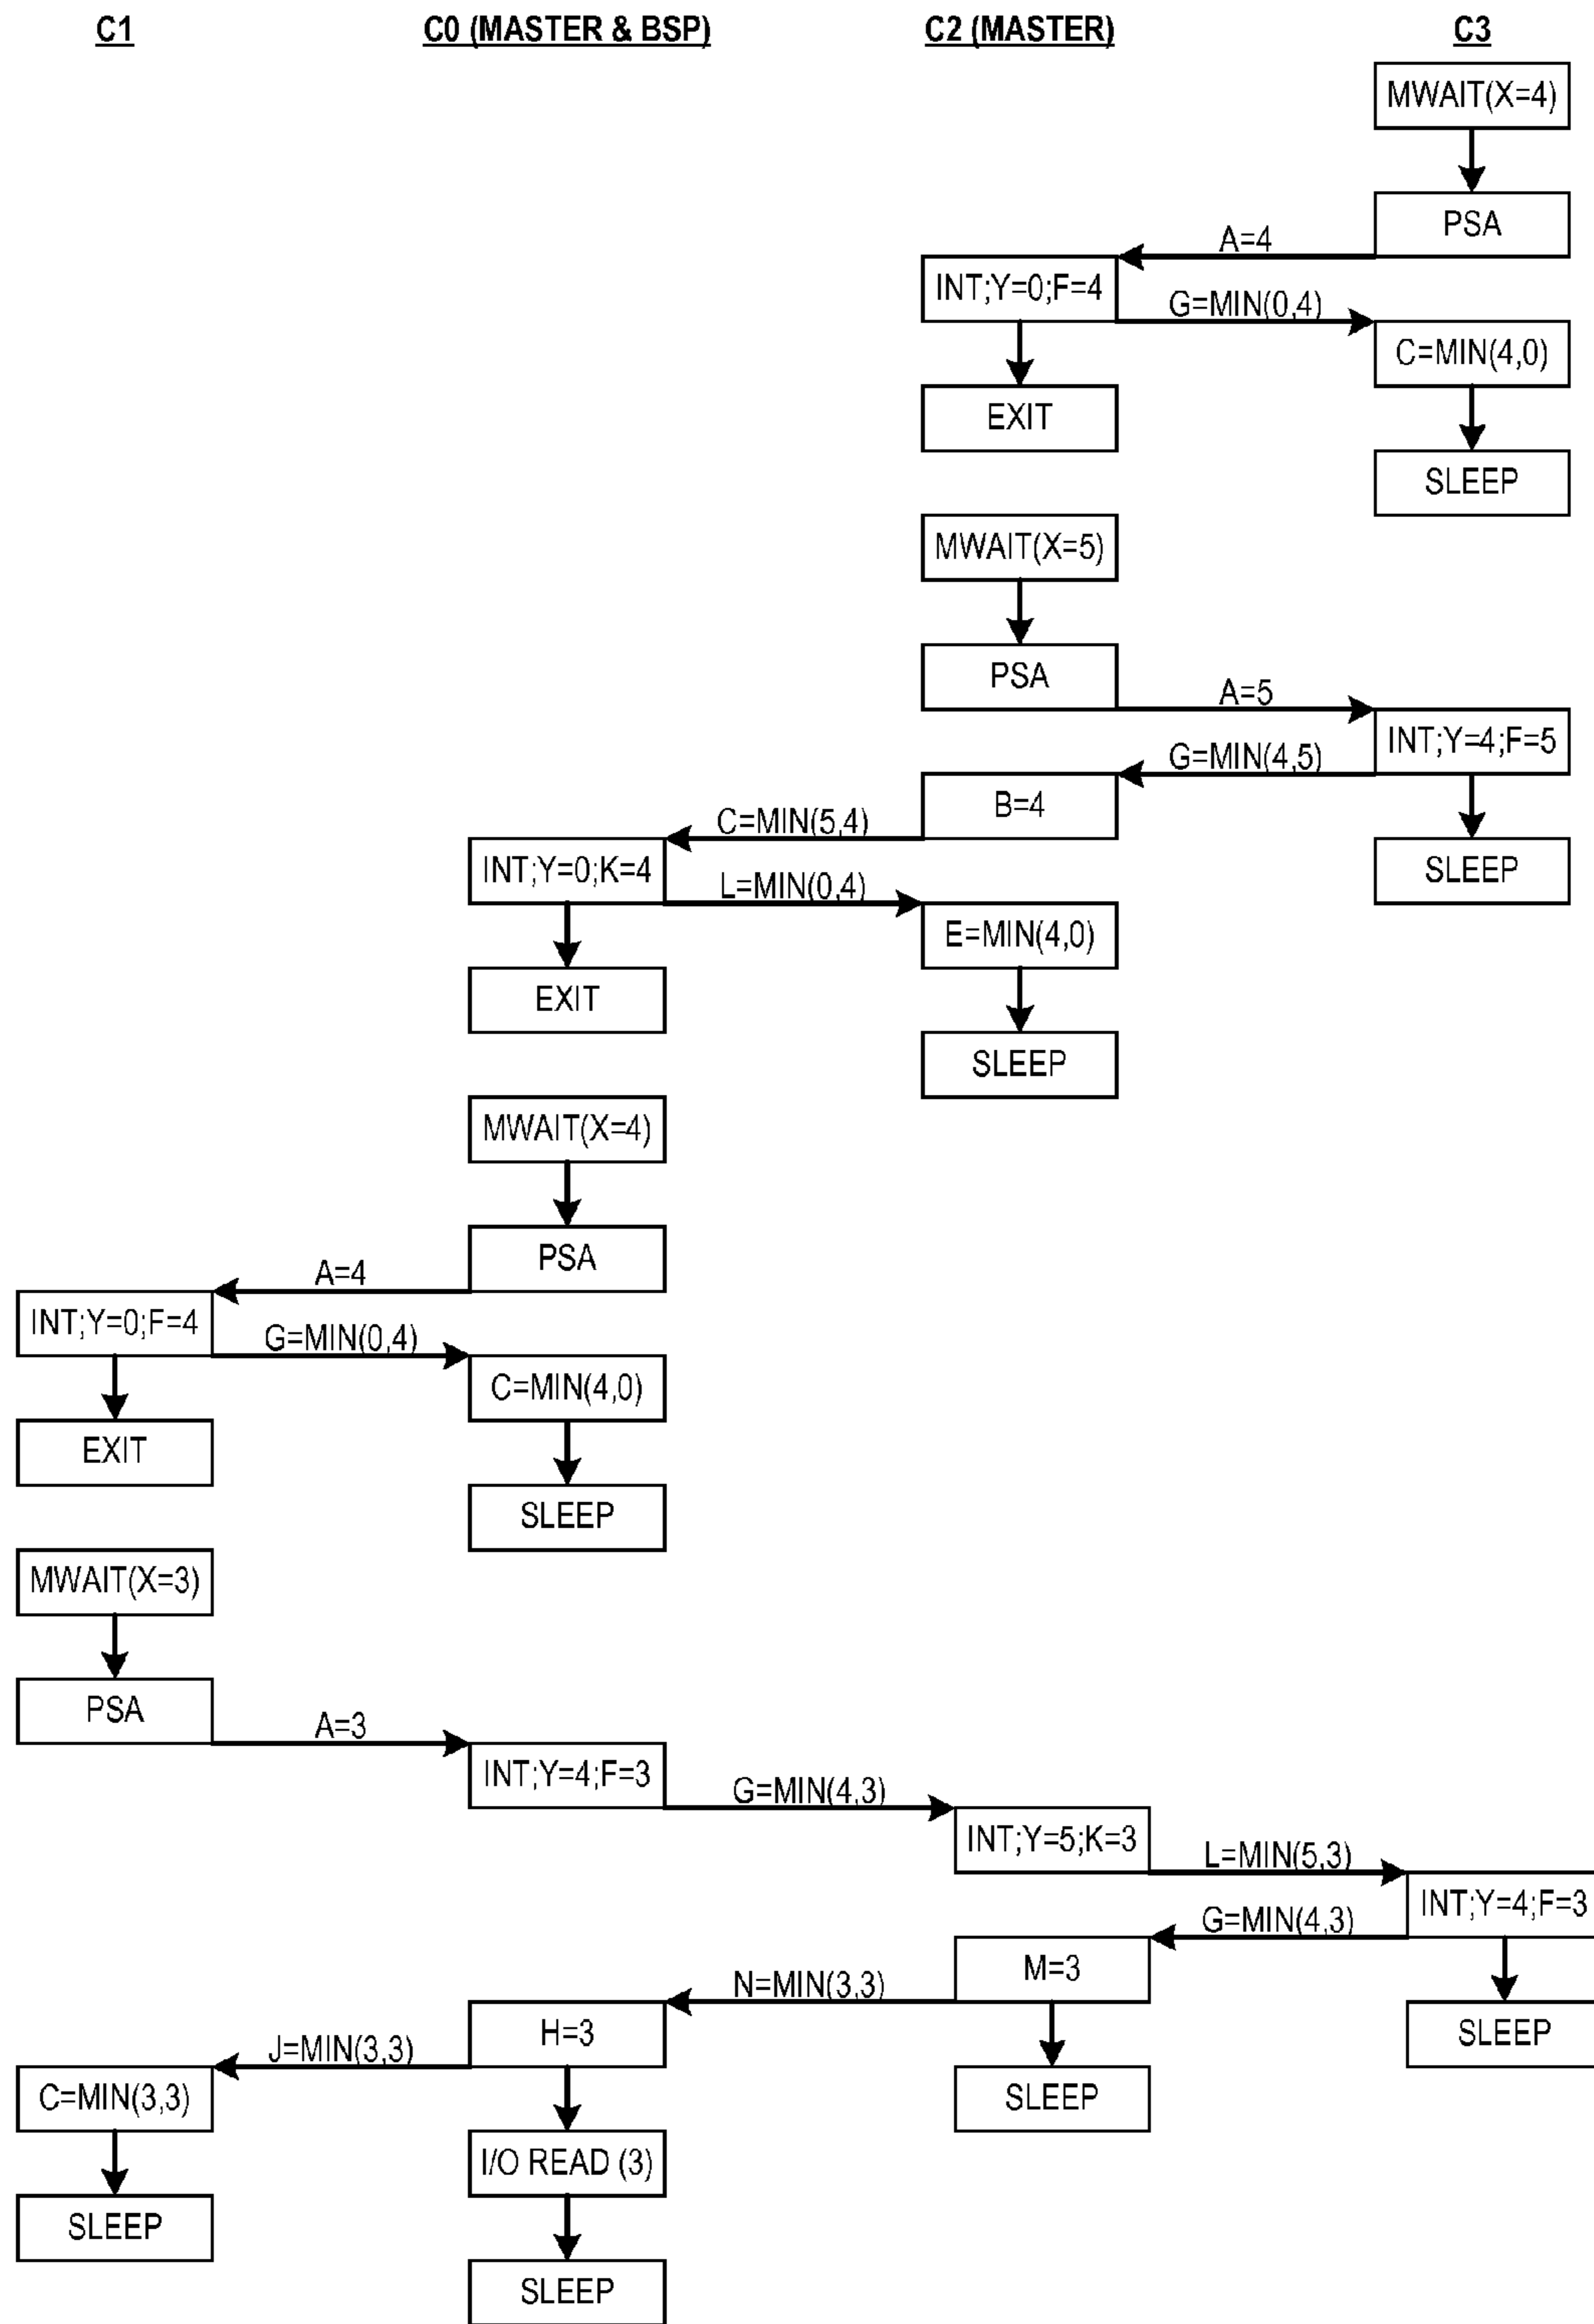 C1
C0 (MASTER & BSP)
C2 (MASTER)
C3
MWAIT(X=4)
PSA
A=4
INT;Y=0;F=4
G=MIN(0,4)
C=MIN(4,0)
EXIT
SLEEP
MWAIT(X=5)
PSA
A=5
INT;Y=4;F=5
G=MIN(4,5)
B=4
C=MIN(5,4)
INT;Y=0;K=4
SLEEP
L=MIN(0,4)
E=MIN(4,0)
EXIT
SLEEP
MWAIT(X=4)
PSA
A=4
INT;Y=0;F=4
G=MIN(0,4)
C=MIN(4,0)
EXIT
SLEEP
MWAIT(X=3)
PSA
A=3
INT;Y=4;F=3
G=MIN(4,3)
INT;Y=5;K=3
L=MIN(5,3)
INT;Y=4;F=3
G=MIN(4,3)
M=3
N=MIN(3,3)
H=3
SLEEP
J=MIN(3,3)
C=MIN(3,3)
SLEEP
I/O READ (3)
SLEEP
SLEEP